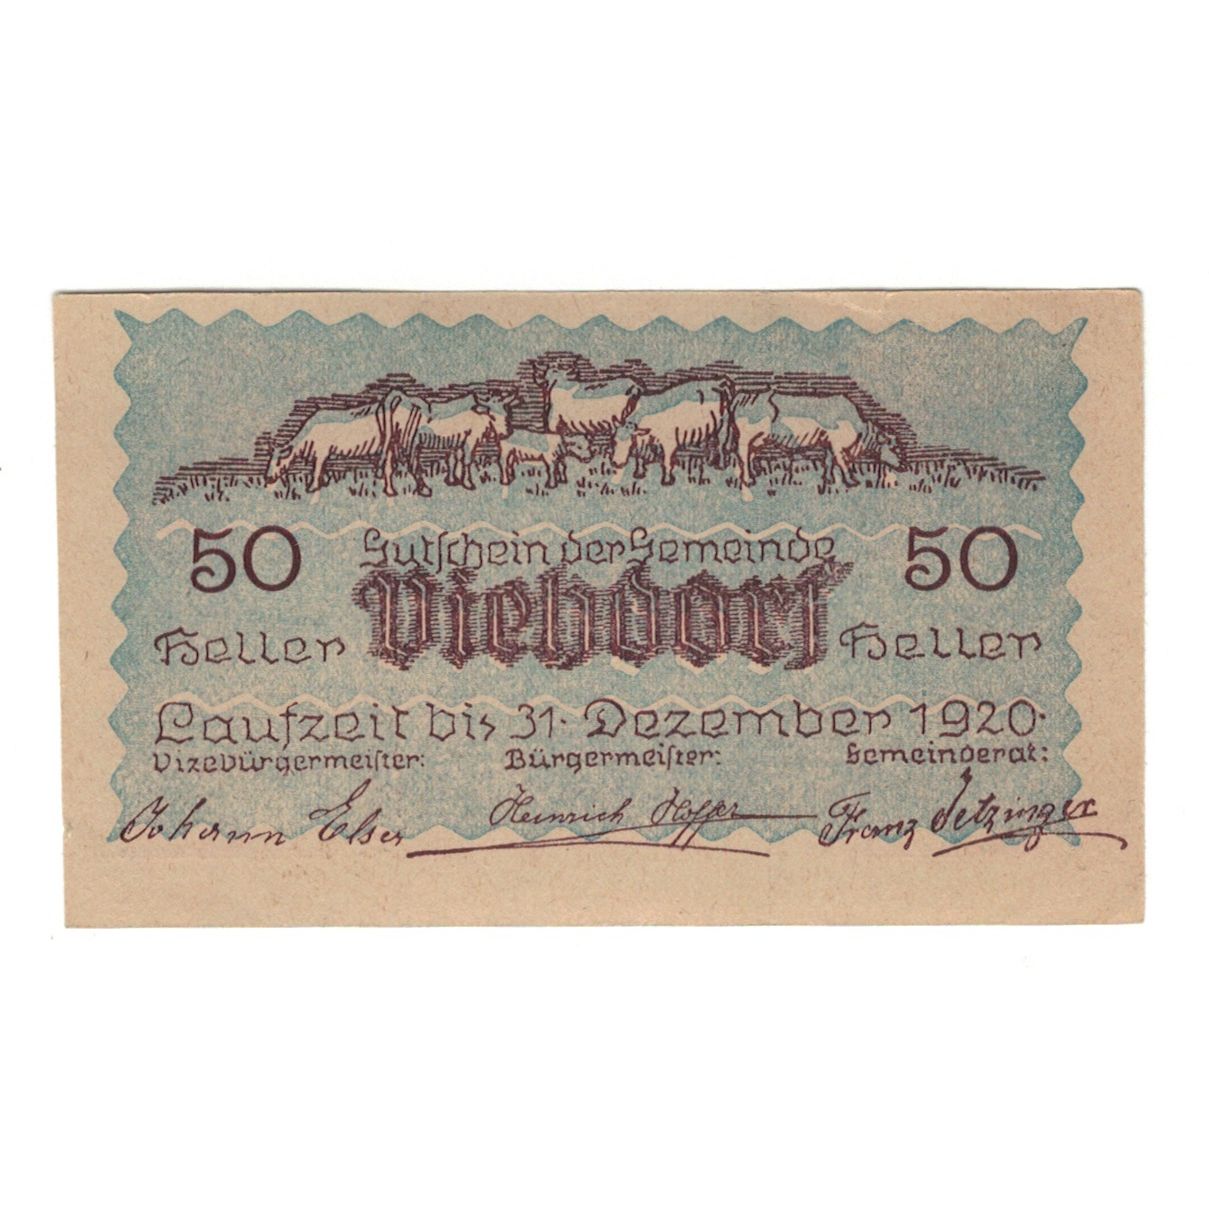 50 Gutschein der Gemeinde 50
Viehdorf
Heller Heller
Laufzeit bis 31. Dezember 1920.
Vizebürgermeister: Bürgermeister: Gemeinderat:
Johann Elser Heinrich Hoffer Franz Jetzinger